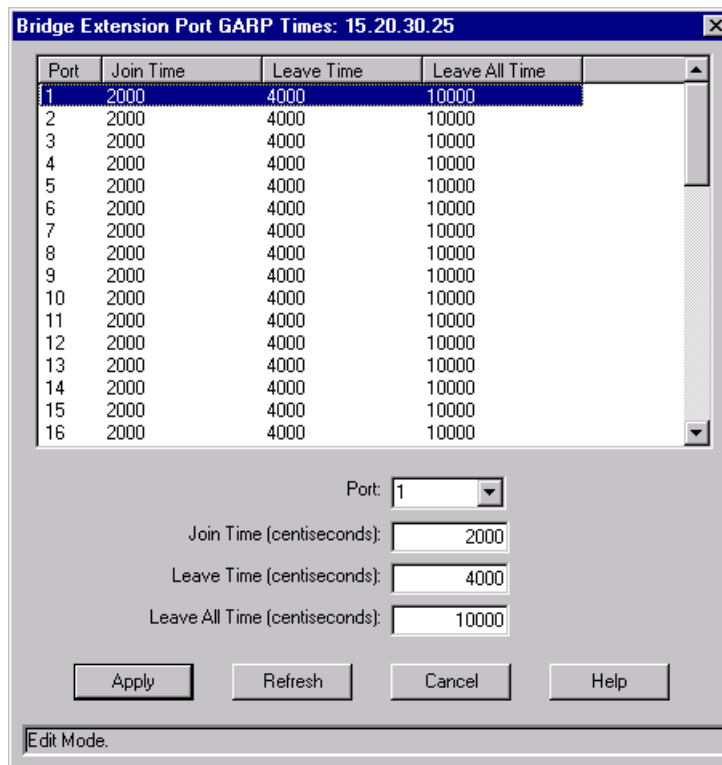 Bridge Extension Port GARP Times: 15.20.30.25
Port Join Time Leave Time Leave All Time
1 2000 4000 10000
2 2000 4000 10000
3 2000 4000 10000
4 2000 4000 10000
5 2000 4000 10000
6 2000 4000 10000
7 2000 4000 10000
8 2000 4000 10000
9 2000 4000 10000
10 2000 4000 10000
11 2000 4000 10000
12 2000 4000 10000
13 2000 4000 10000
14 2000 4000 10000
15 2000 4000 10000
16 2000 4000 10000
Port: 1
Join Time (centiseconds): 2000
Leave Time (centiseconds): 4000
Leave All Time (centiseconds): 10000
Apply Refresh Cancel Help
Edit Mode.